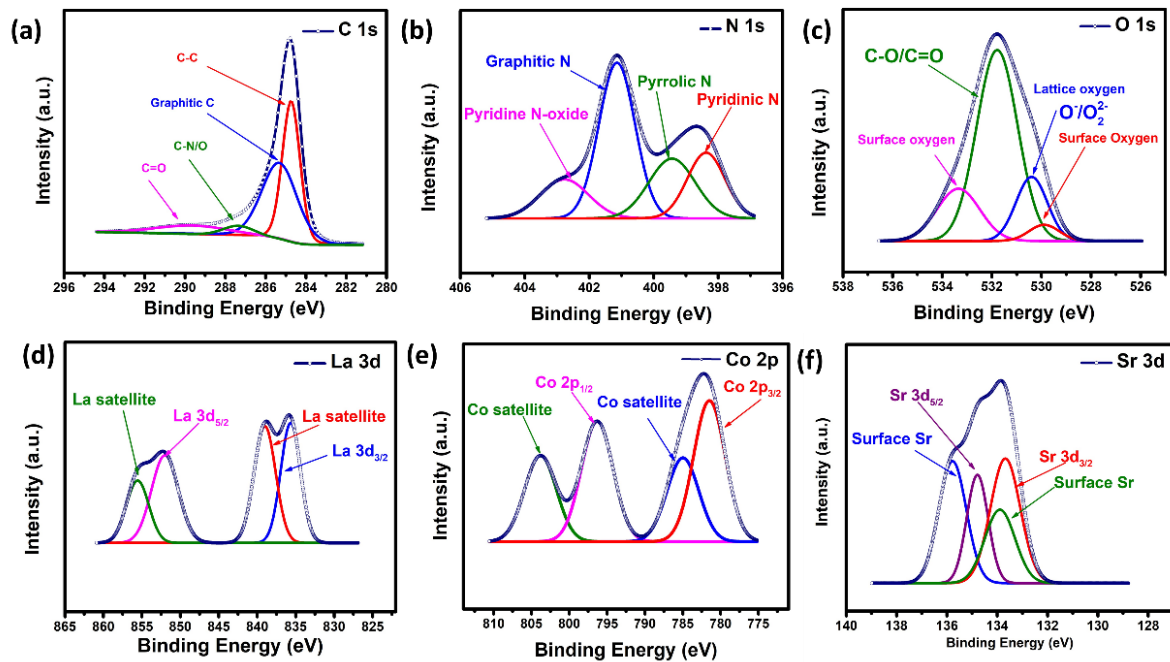 (a)
C 1s
C-C
Graphitic C
C-N/O
C=O
Intensity (a.u.)
296 294 292 290 288 286 284 282 280
Binding Energy (eV)
(b)
N 1s
Graphitic N
Pyrrolic N
Pyridine N-oxide
Pyridinic N
Intensity (a.u.)
406 404 402 400 398 396
Binding Energy (eV)
(c)
O 1s
C-O/C=O
Lattice oxygen
O⁻/O₂²⁻
Surface oxygen
Surface Oxygen
Intensity (a.u.)
538 536 534 532 530 528 526
Binding Energy (eV)
(d)
La 3d
La satellite
La 3d₅/₂
La satellite
La 3d₃/₂
Intensity (a.u.)
865 855 845 835 825
Binding Energy (eV)
(e)
Co 2p
Co 2p₁/₂
Co 2p₃/₂
Co satellite
Co satellite
Intensity (a.u.)
810 805 800 795 790 785 780 775
Binding Energy (eV)
(f)
Sr 3d
Sr 3d₅/₂
Surface Sr
Sr 3d₃/₂
Surface Sr
Intensity (a.u.)
140 138 136 134 132 130 128
Binding Energy (eV)